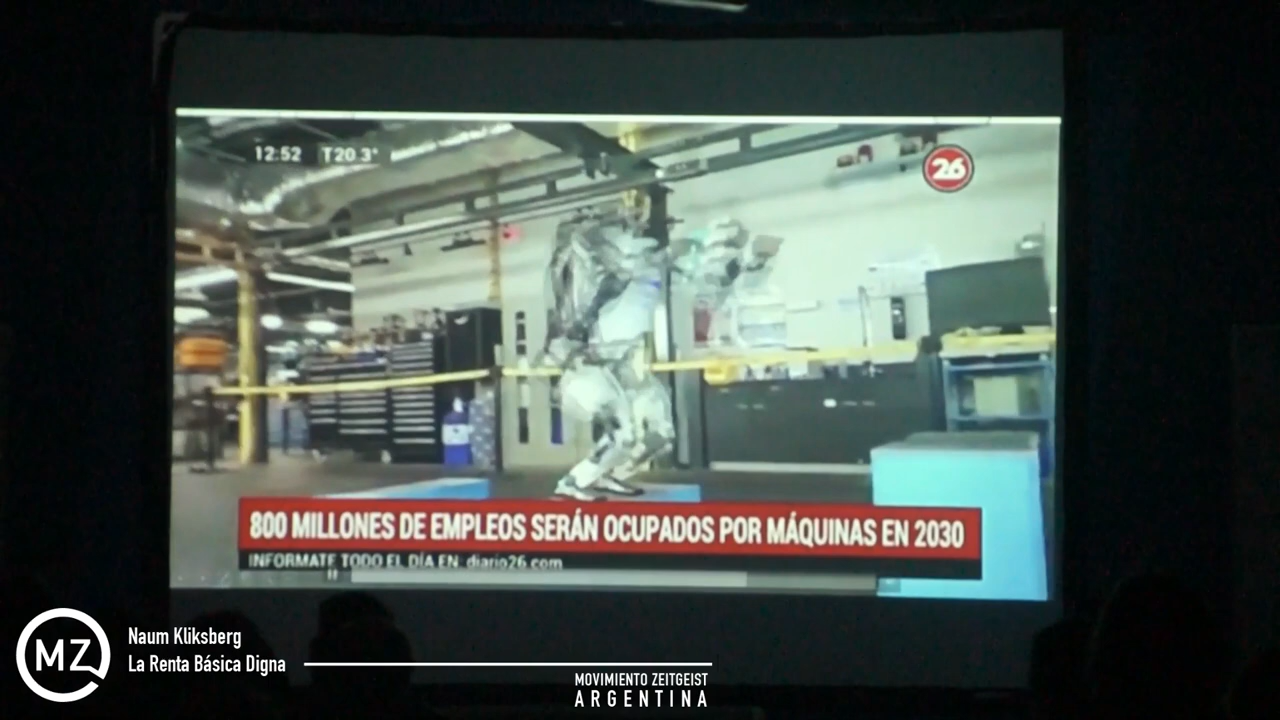 12:52 T20.3°
26
800 MILLONES DE EMPLEOS SERÁN OCUPADOS POR MÁQUINAS EN 2030
INFORMATE TODO EL DÍA EN diario26.com
MZ
Naum Kliksberg
La Renta Básica Digna
MOVIMIENTO ZEITGEIST
ARGENTINA